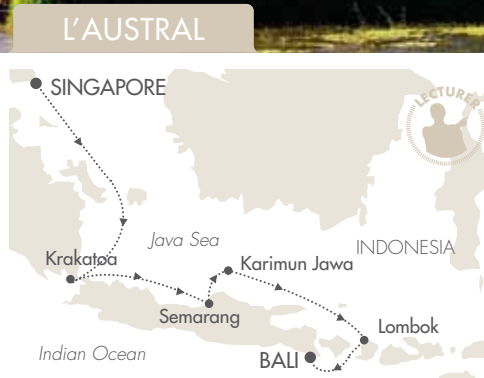 L'AUSTRAL
SINGAPORE
LECTURER
Java Sea
INDONESIA
Krakatoa
Karimun Jawa
Semarang
Lombok
Indian Ocean
BALI